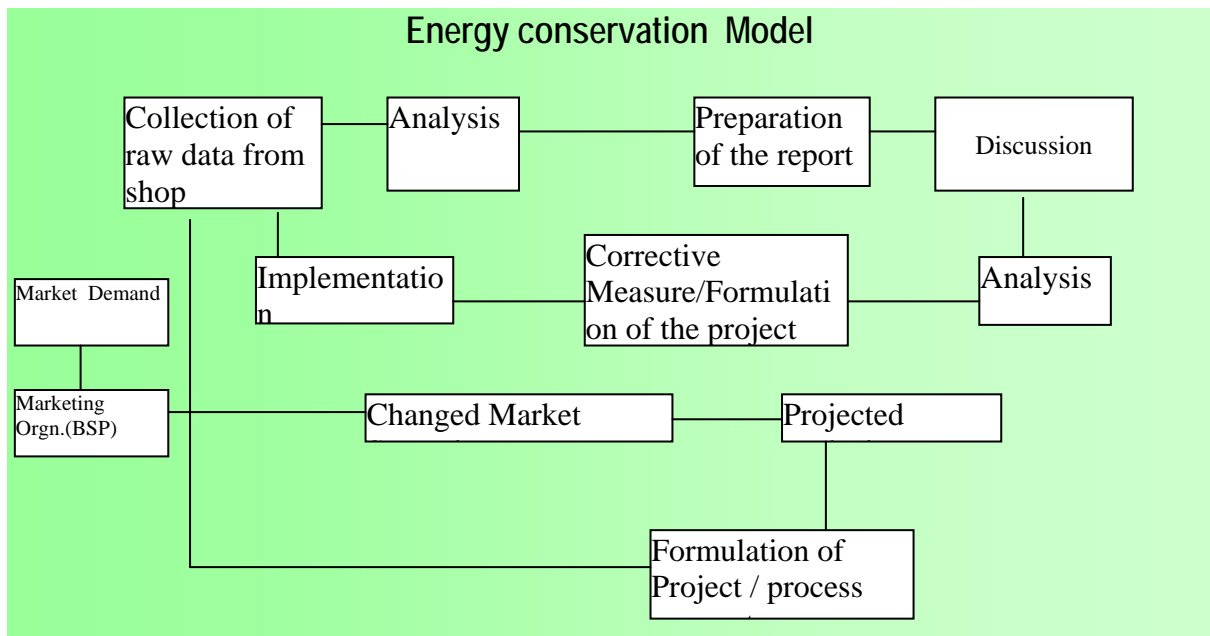 Energy conservation Model
Collection of
raw data from
shop
Analysis
Preparation
of the report
Discussion
Implementatio
n
Corrective
Measure/Formulati
on of the project
Analysis
Market Demand
Marketing
Orgn.(BSP)
Changed Market
Projected
Formulation of
Project / process